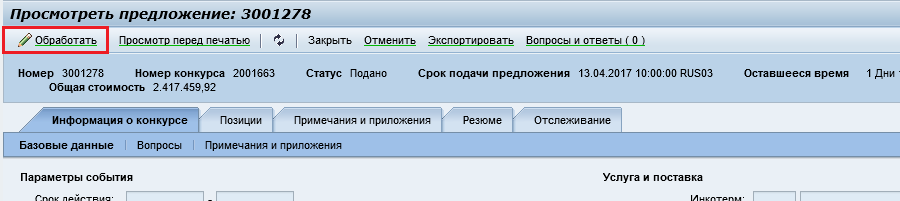 Просмотреть предложение: 3001278
Обработать Просмотр перед печатью Закрыть Отменить Экспортировать Вопросы и ответы ( 0 )
Номер 3001278 Номер конкурса 2001663 Статус Подано Срок подачи предложения 13.04.2017 10:00:00 RUS03 Оставшееся время 1 Дни
Общая стоимость 2.417.459,92
Информация о конкурсе Позиции Примечания и приложения Резюме Отслеживание
Базовые данные Вопросы Примечания и приложения
Параметры события Услуга и поставка
Срок действия: - Инкотерм: